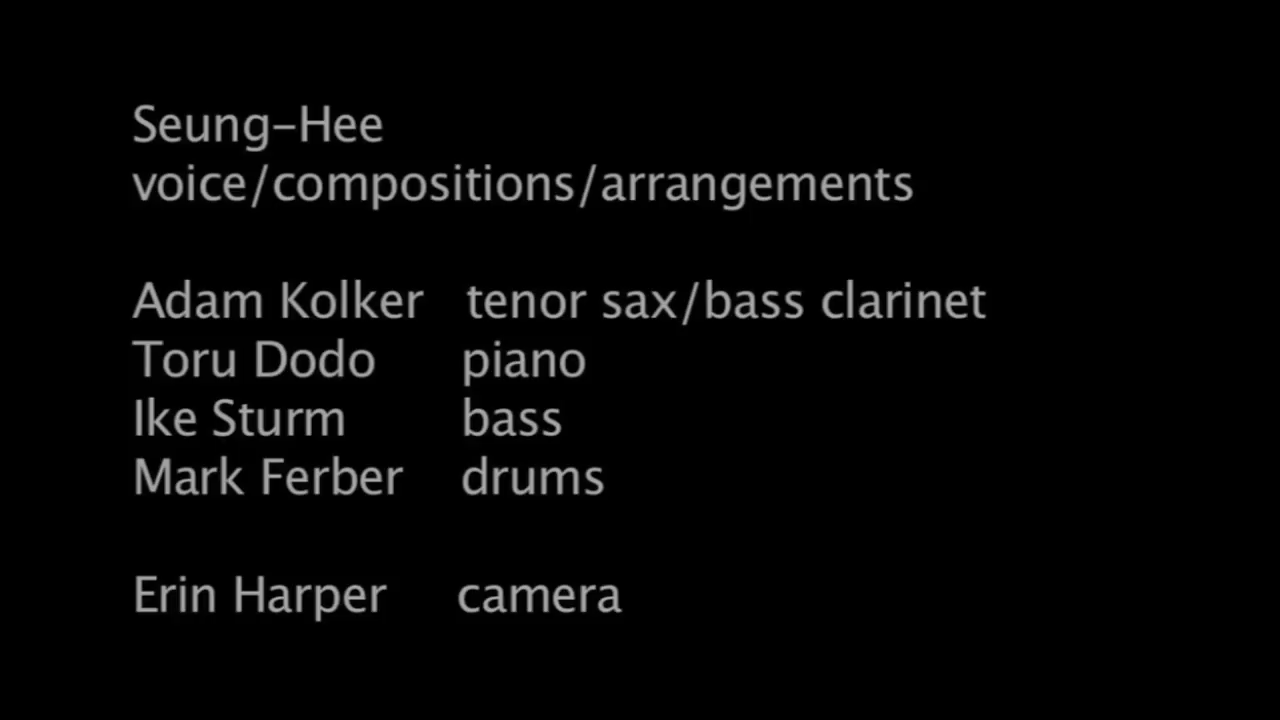 Seung-Hee
voice/compositions/arrangements
Adam Kolker tenor sax/bass clarinet
Toru Dodo piano
Ike Sturm bass
Mark Ferber drums
Erin Harper camera